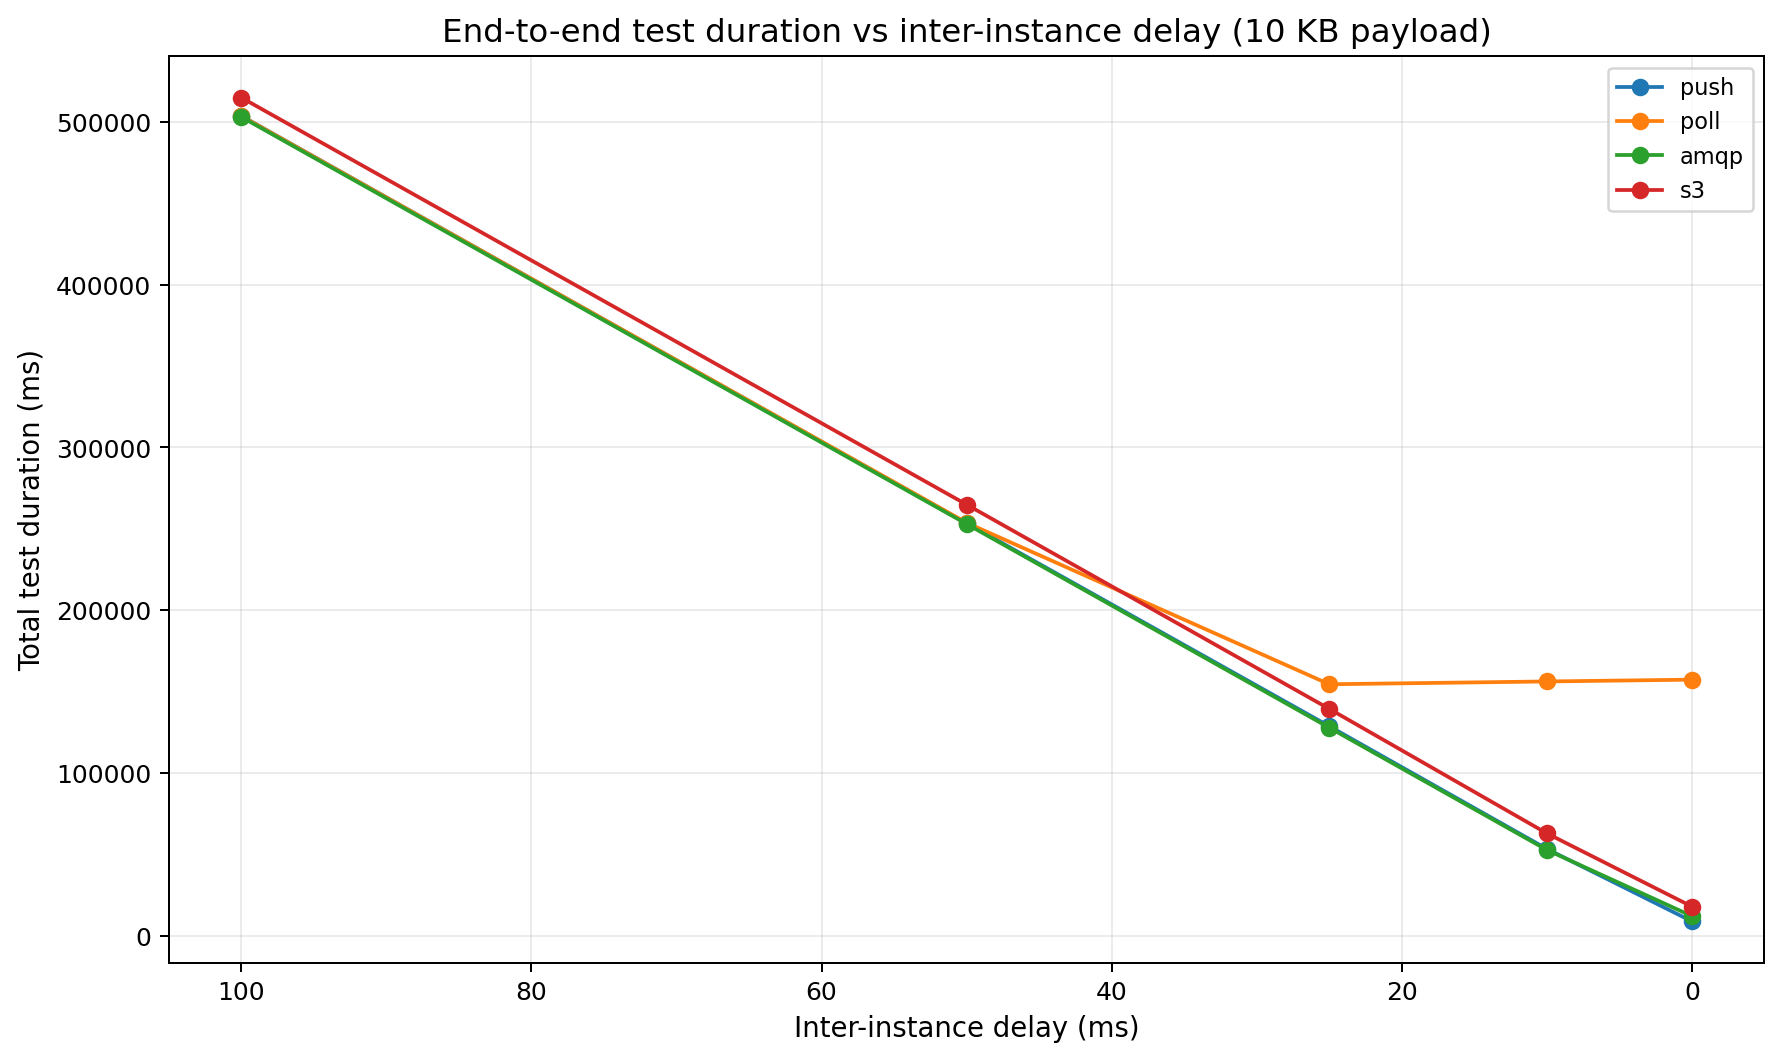 End-to-end test duration vs inter-instance delay (10 KB payload)
push
poll
amqp
s3
500000
400000
300000
200000
100000
0
Total test duration (ms)
100
80
60
40
20
0
Inter-instance delay (ms)